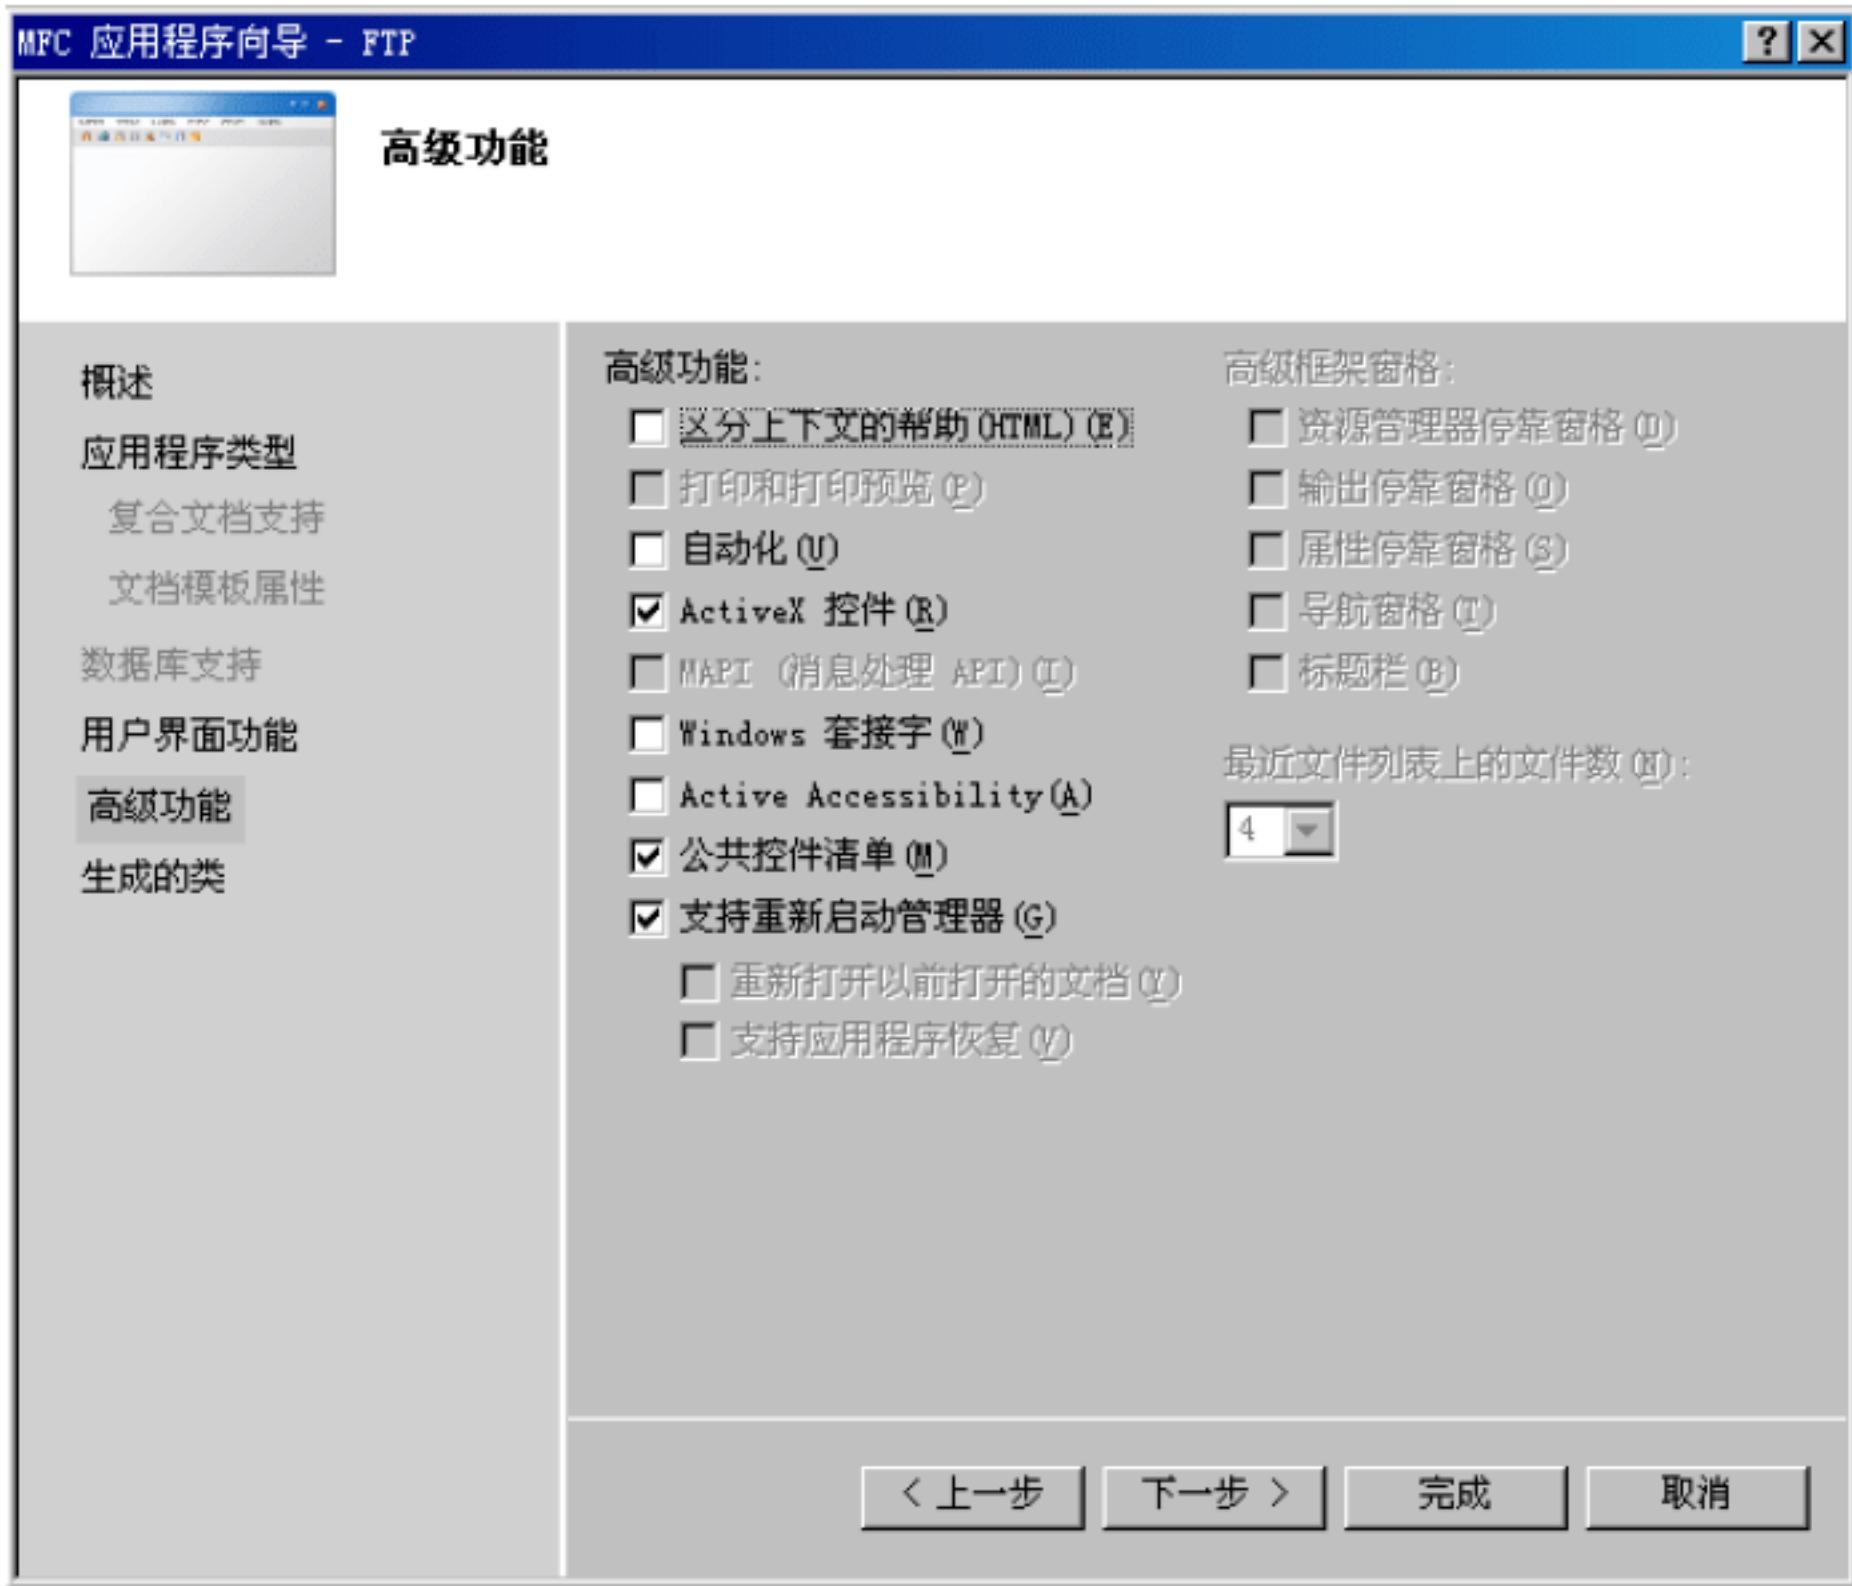 MFC 应用程序向导 - FTP
高级功能
概述
应用程序类型
复合文档支持
文档模板属性
数据库支持
用户界面功能
高级功能
生成的类
高级功能:
区分上下文的帮助(HTML)(E)
打印和打印预览(P)
自动化(U)
ActiveX 控件(R)
MAPI (消息处理 API)(I)
Windows 套接字(W)
Active Accessibility(A)
公共控件清单(M)
支持重新启动管理器(G)
重新打开以前打开的文档(Y)
支持应用程序恢复(V)
高级框架窗格:
资源管理器停靠窗格(D)
输出停靠窗格(O)
属性停靠窗格(S)
导航窗格(T)
标题栏(B)
最近文件列表上的文件数(N):
4
< 上一步
下一步 >
完成
取消